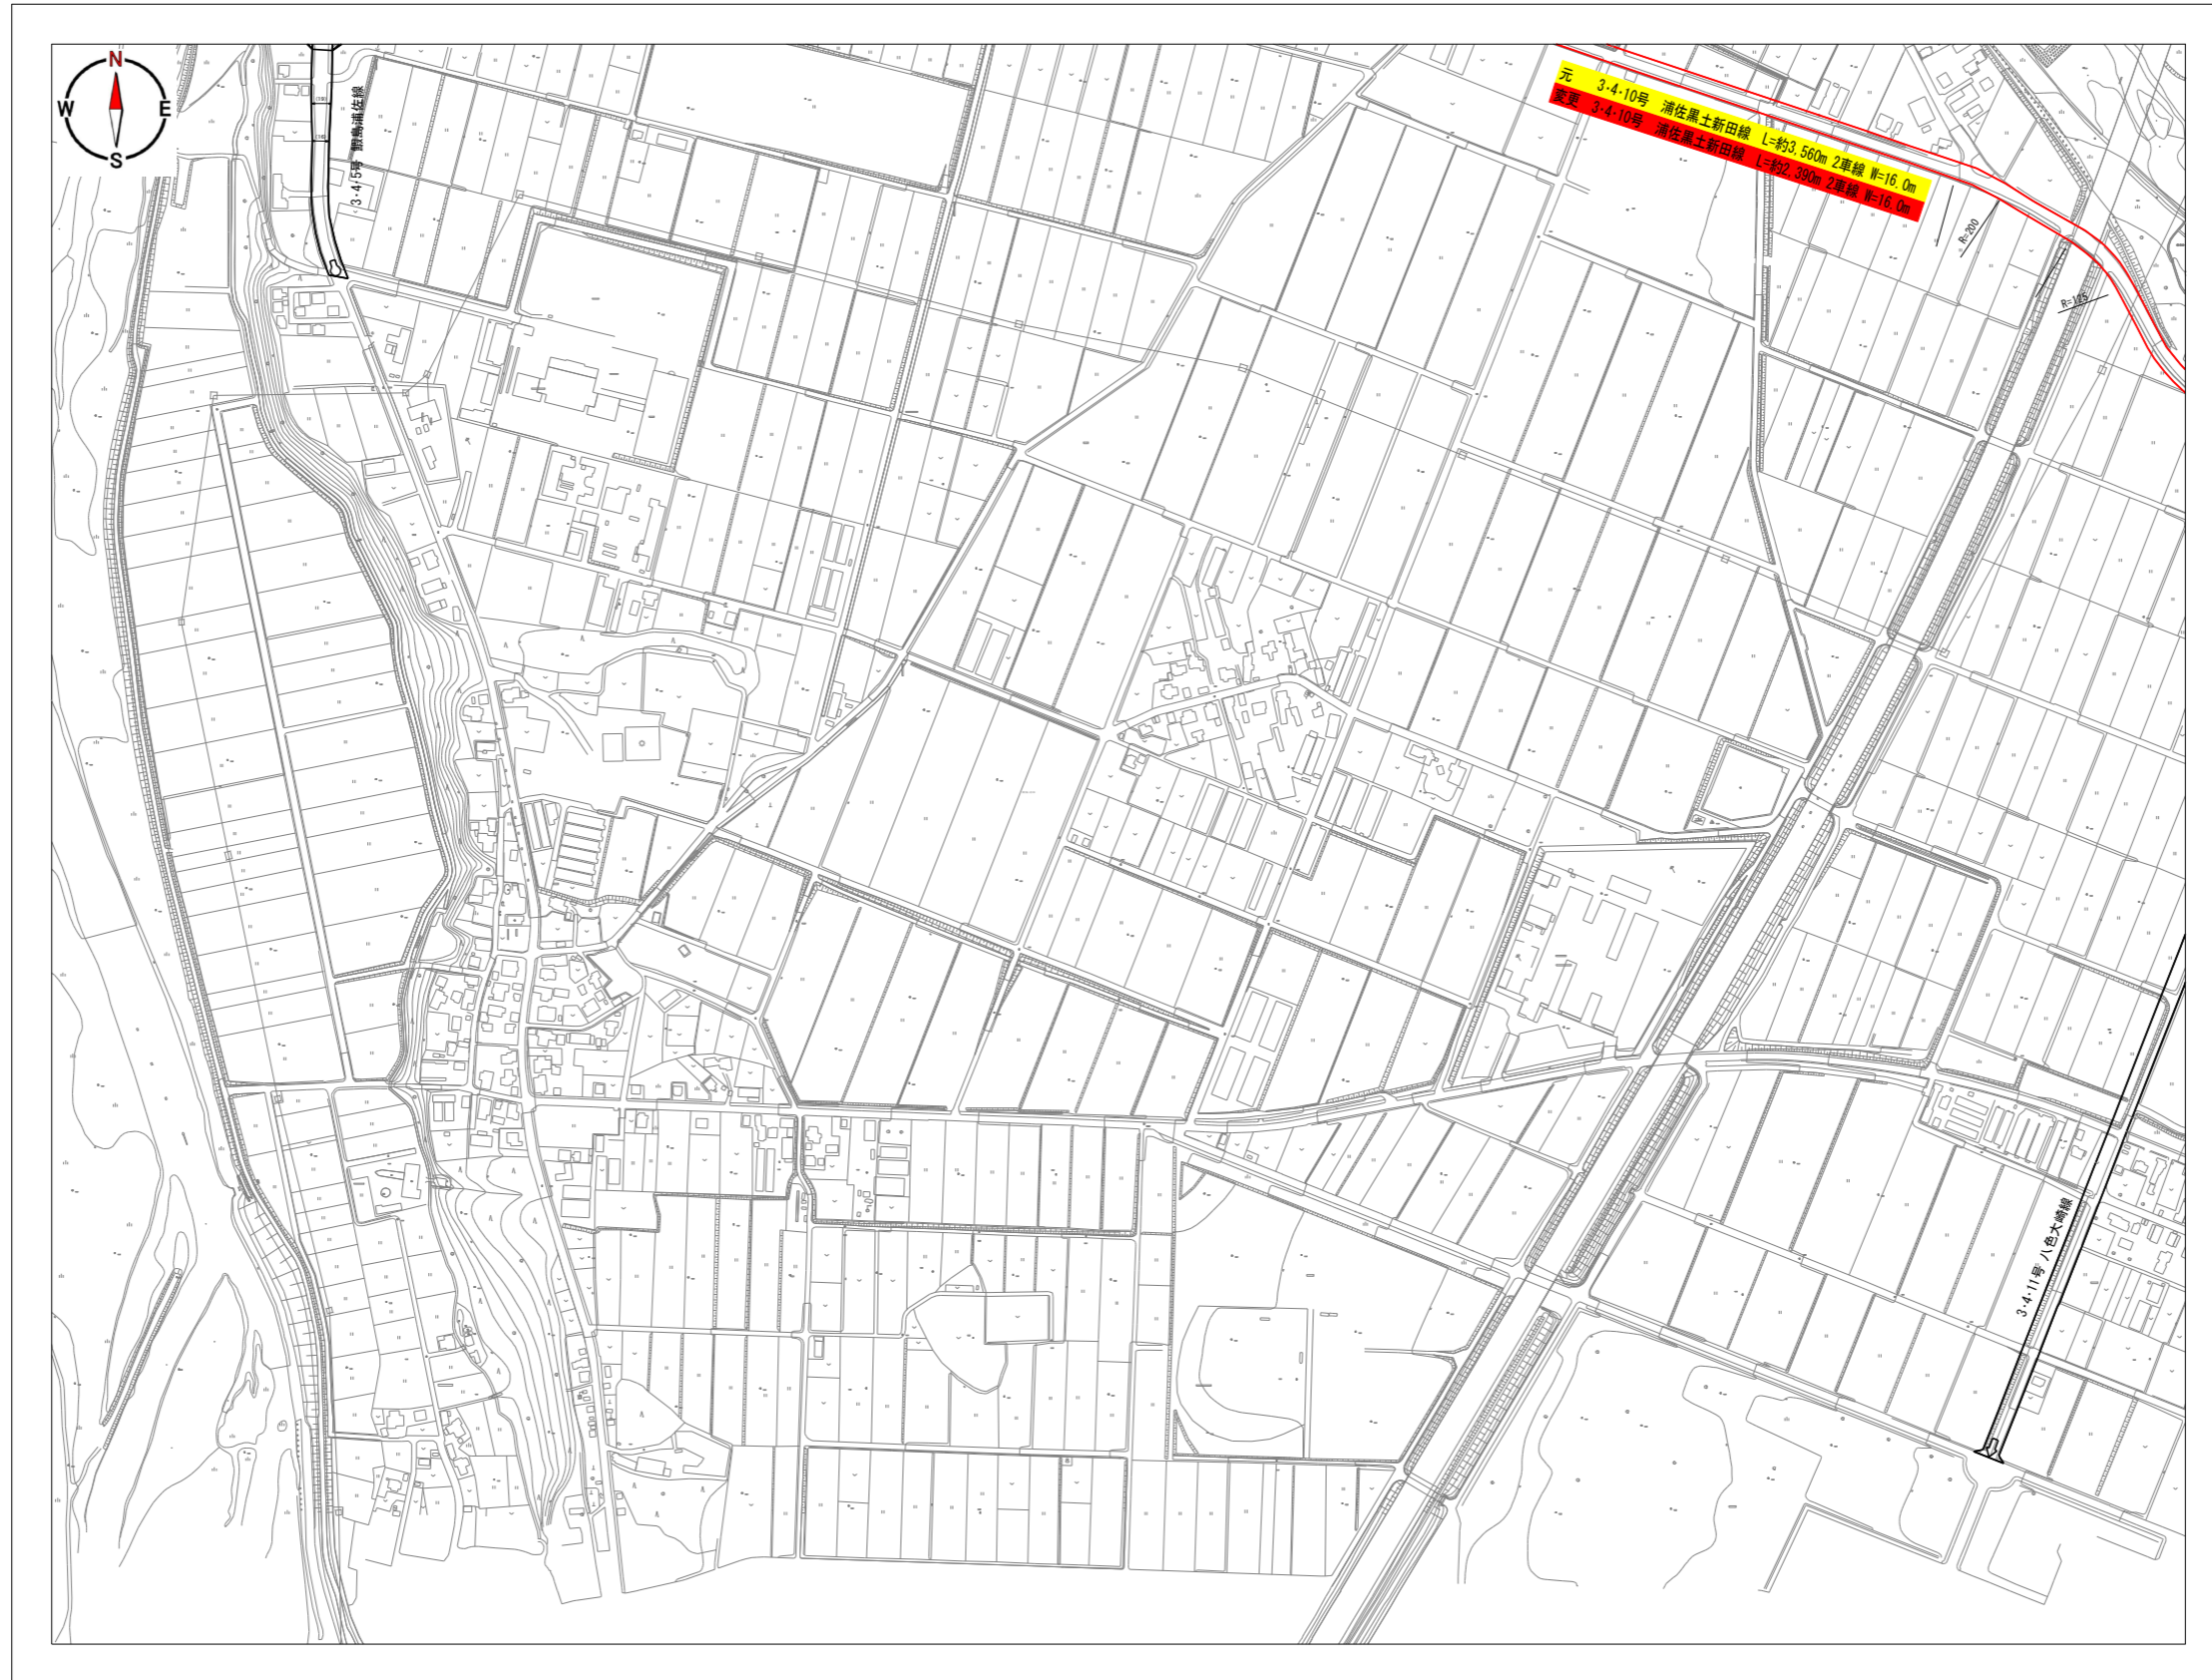 N
W E
S
(18)
(16)
3・4・5号 鰕島浦佐線
元 3・4・10号 浦佐黒土新田線 L=約3,560m 2車線 W=16.0m
変更 3・4・10号 浦佐黒土新田線 L=約2,390m 2車線 W=16.0m
R=200
R=125
3・4・11号 八色大崎線